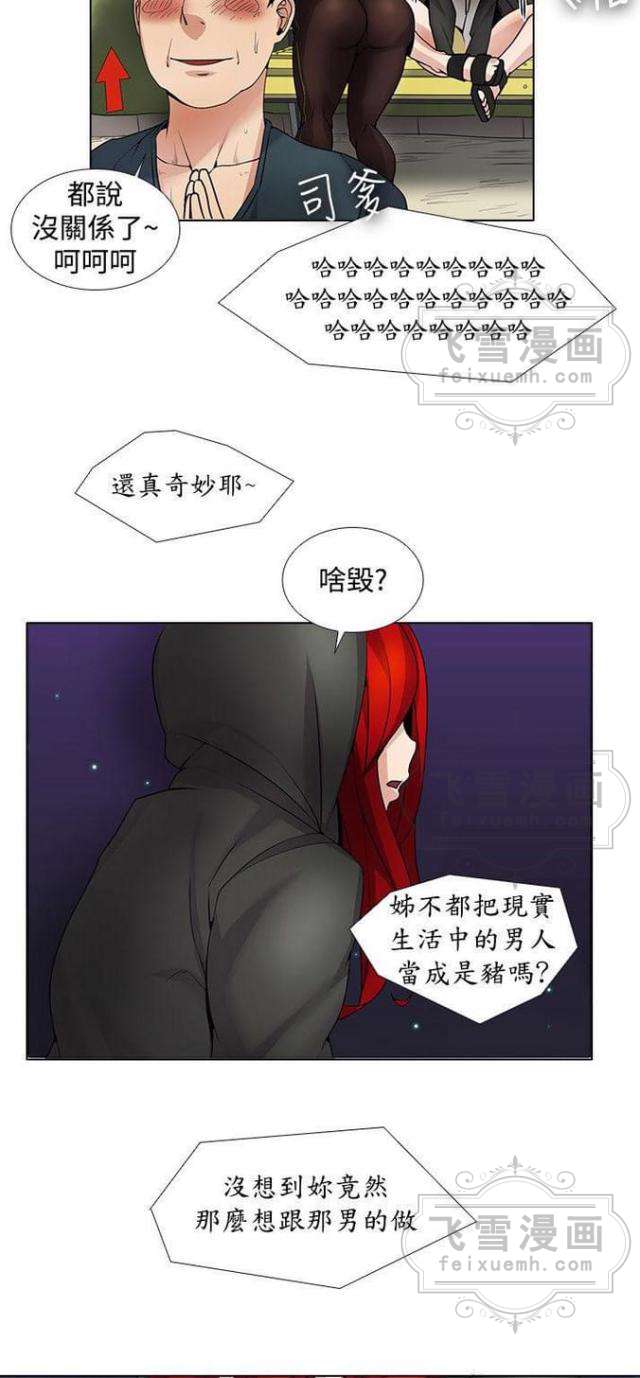 都說
沒關係了~
呵呵呵
司爹
哈哈哈哈哈哈哈哈哈
哈哈哈哈哈哈哈哈哈哈哈
哈哈哈哈哈哈哈哈
飞雪漫画
feixuemh.com
還真奇妙耶~
啥毀?
飞雪漫画
feixuemh.com
姊不都把現實
生活中的男人
當成是豬嗎?
沒想到妳竟然
那麼想跟那男的做
飞雪漫画
feixuemh.com